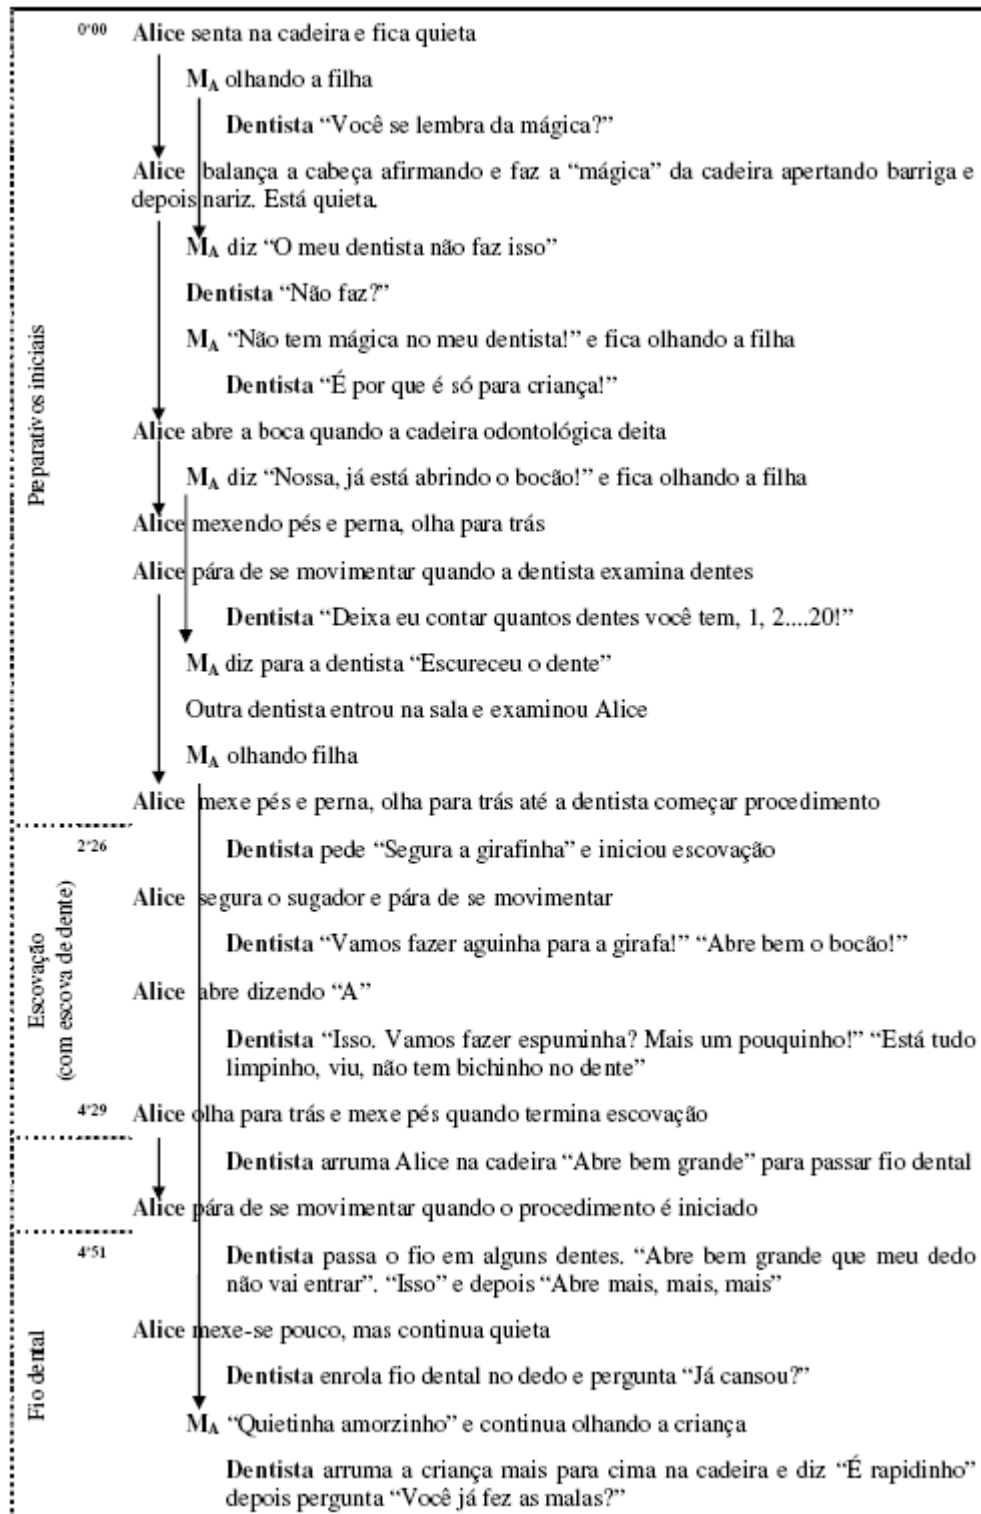 0'00 Alice senta na cadeira e fica quieta
M_A olhando a filha
Dentista “Você se lembra da mágica?”
Alice balança a cabeça afirmando e faz a “mágica” da cadeira apertando barriga e
depois nariz. Está quieta.
M_A diz “O meu dentista não faz isso”
Dentista “Não faz?”
M_A “Não tem mágica no meu dentista!” e fica olhando a filha
Dentista “É por que é só para criança!”
Alice abre a boca quando a cadeira odontológica deita
M_A diz “Nossa, já está abrindo o bocão!” e fica olhando a filha
Alice mexendo pés e perna, olha para trás
Alice pára de se movimentar quando a dentista examina dentes
Dentista “Deixa eu contar quantos dentes você tem, 1, 2....20!”
M_A diz para a dentista “Escureceu o dente”
Outra dentista entrou na sala e examinou Alice
M_A olhando filha
Alice mexe pés e perna, olha para trás até a dentista começar procedimento
Preparativos iniciais
2'26 Dentista pede “Segura a girafinha” e iniciou escovação
Alice segura o sugador e pára de se movimentar
Dentista “Vamos fazer aguinha para a girafa!” “Abre bem o bocão!”
Alice abre dizendo “A”
Dentista “Isso. Vamos fazer espuminha? Mais um pouquinho!” “Está tudo
limpinho, viu, não tem bichinho no dente”
4'29 Alice olha para trás e mexe pés quando termina escovação
Escovação
(com escova de dente)
Dentista arruma Alice na cadeira “Abre bem grande” para passar fio dental
Alice pára de se movimentar quando o procedimento é iniciado
4'51 Dentista passa o fio em alguns dentes. “Abre bem grande que meu dedo
não vai entrar”. “Isso” e depois “Abre mais, mais, mais”
Alice mexe-se pouco, mas continua quieta
Dentista enrola fio dental no dedo e pergunta “Já cansou?”
M_A “Quietinha amorzinho” e continua olhando a criança
Dentista arruma a criança mais para cima na cadeira e diz “É rapidinho”
depois pergunta “Você já fez as malas?”
Fio dental